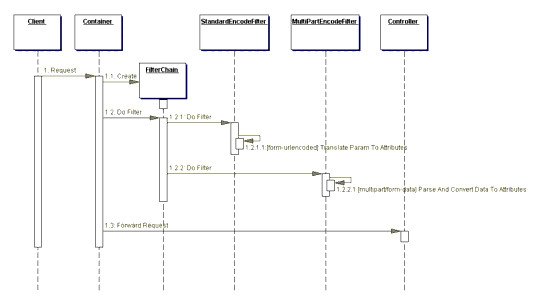 Client
Container
StandardEncodeFilter
MultiPartEncodeFilter
Controller
FilterChain
1: Request
1.1: Create
1.2: Do Filter
1.2.1: Do Filter
1.2.1.1:[form-urlencoded] Translate Param To Attributes
1.2.2: Do Filter
1.2.2.1:[multipart/form-data] Parse And Convert Data To Attributes
1.3: Forward Request